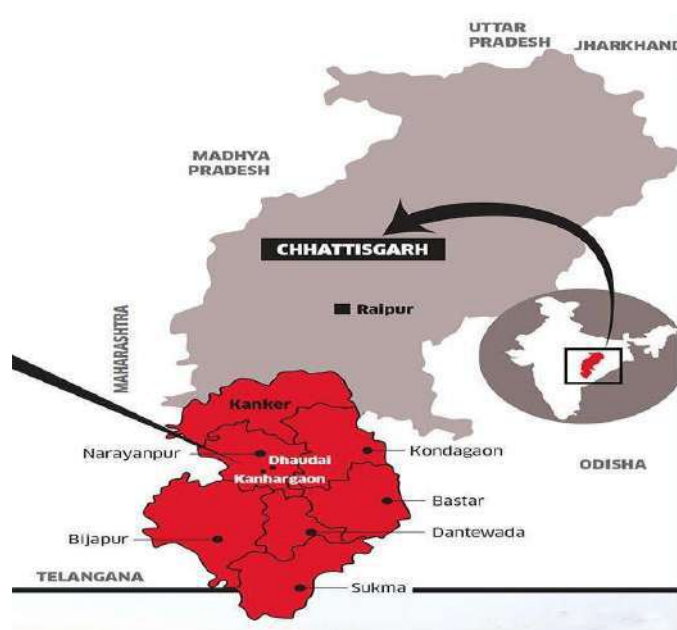 UTTAR
PRADESH
JHARKHAND
MADHYA
PRADESH
CHHATTISGARH
Raipur
MAHARASHTRA
Kanker
Narayanpur
Dhaudai
Kondagaon
Kanhargaon
ODISHA
Bastar
Bijapur
Dantewada
TELANGANA
Sukma